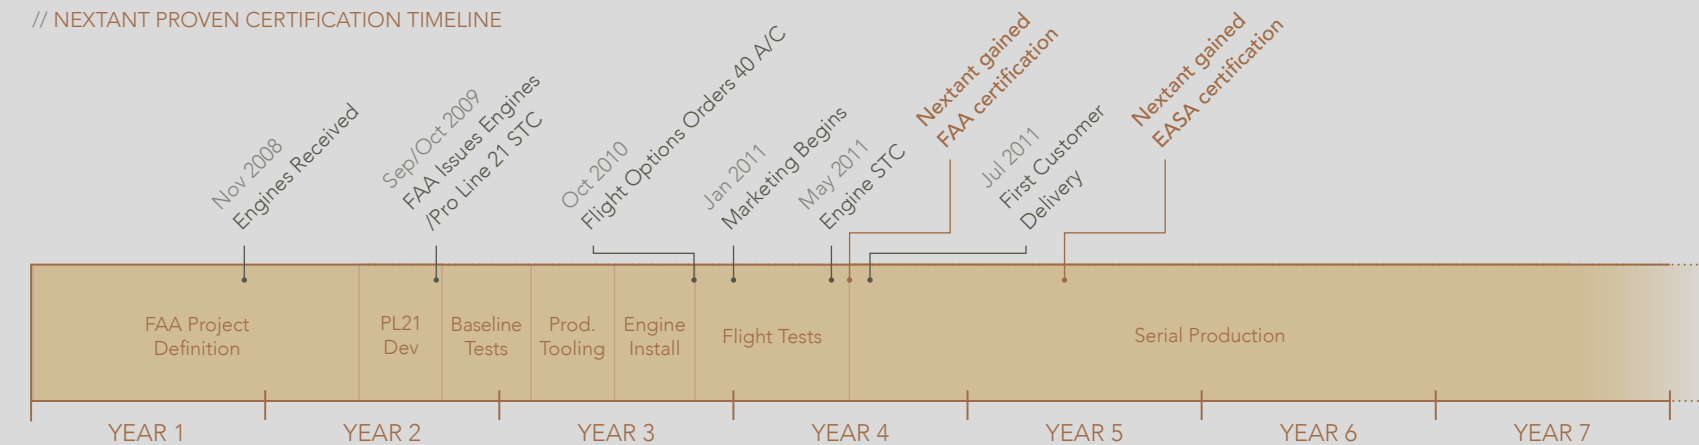 // NEXTANT PROVEN CERTIFICATION TIMELINE
Nov 2008
Engines Received
Sep/Oct 2009
FAA Issues Engines
/Pro Line 21 STC
Oct 2010
Flight Options Orders 40 A/C
Jan 2011
Marketing Begins
May 2011
Engine STC
Nextant gained
FAA certification
Jul 2011
First Customer
Delivery
Nextant gained
EASA certification
FAA Project
Definition
PL21
Dev
Baseline
Tests
Prod.
Tooling
Engine
Install
Flight Tests
Serial Production
YEAR 1
YEAR 2
YEAR 3
YEAR 4
YEAR 5
YEAR 6
YEAR 7